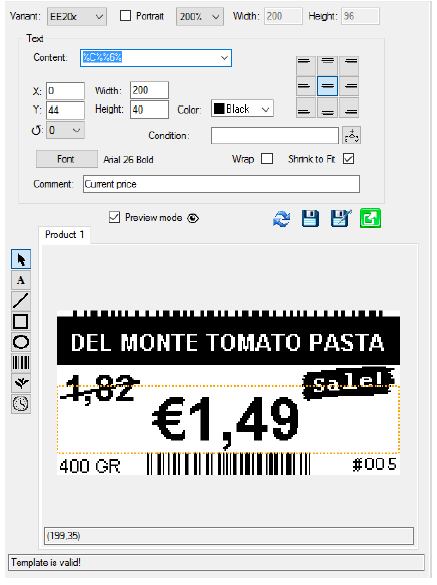 Variant: EE20x Portrait 200% Width: 200 Height: 96
Text
Content: %C%%6%
X: 0 Width: 200
Y: 44 Height: 40 Color: Black
0 Condition:
Font Arial 26 Bold Wrap Shrink to Fit
Comment: Current price
Preview mode
Product 1
A
DEL MONTE TOMATO PASTA
1,82 Sale!
€1,49
400 GR #005
(199,35)
Template is valid!